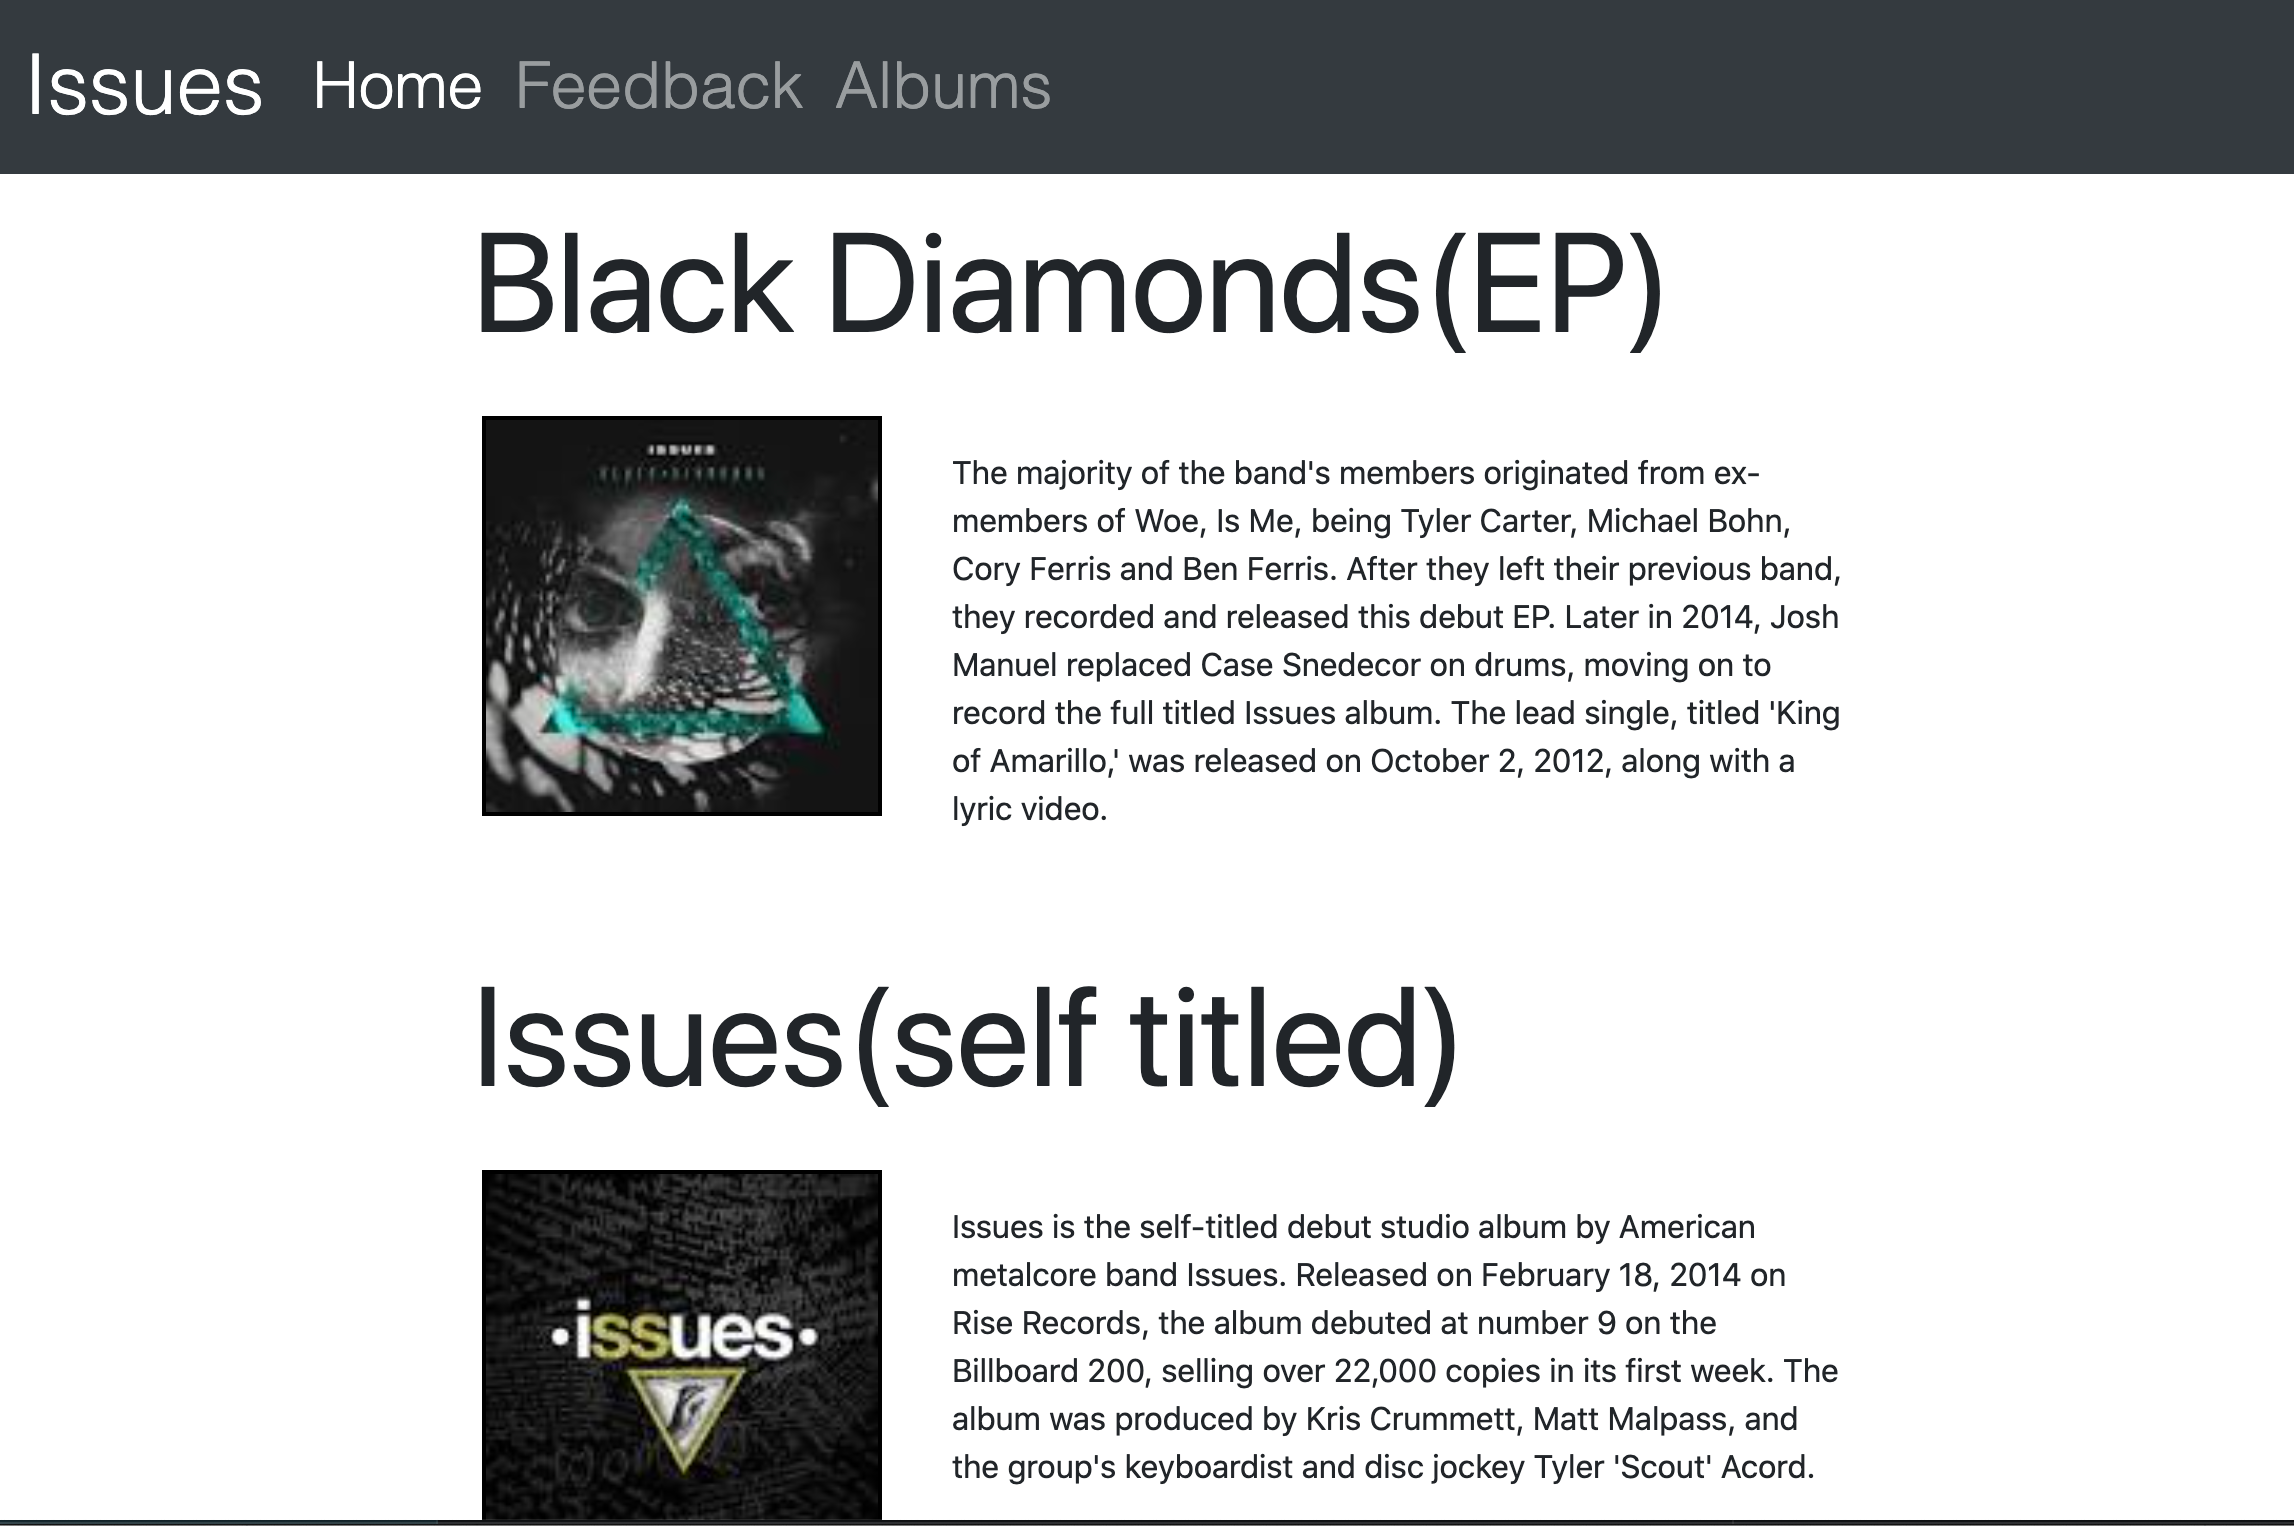 Issues Home Feedback Albums
Black Diamonds(EP)
ISSUES
BLACK DIAMONDS
The majority of the band's members originated from ex-
members of Woe, Is Me, being Tyler Carter, Michael Bohn,
Cory Ferris and Ben Ferris. After they left their previous band,
they recorded and released this debut EP. Later in 2014, Josh
Manuel replaced Case Snedecor on drums, moving on to
record the full titled Issues album. The lead single, titled 'King
of Amarillo,' was released on October 2, 2012, along with a
lyric video.
Issues(self titled)
•issues•
Issues is the self-titled debut studio album by American
metalcore band Issues. Released on February 18, 2014 on
Rise Records, the album debuted at number 9 on the
Billboard 200, selling over 22,000 copies in its first week. The
album was produced by Kris Crummett, Matt Malpass, and
the group's keyboardist and disc jockey Tyler 'Scout' Acord.